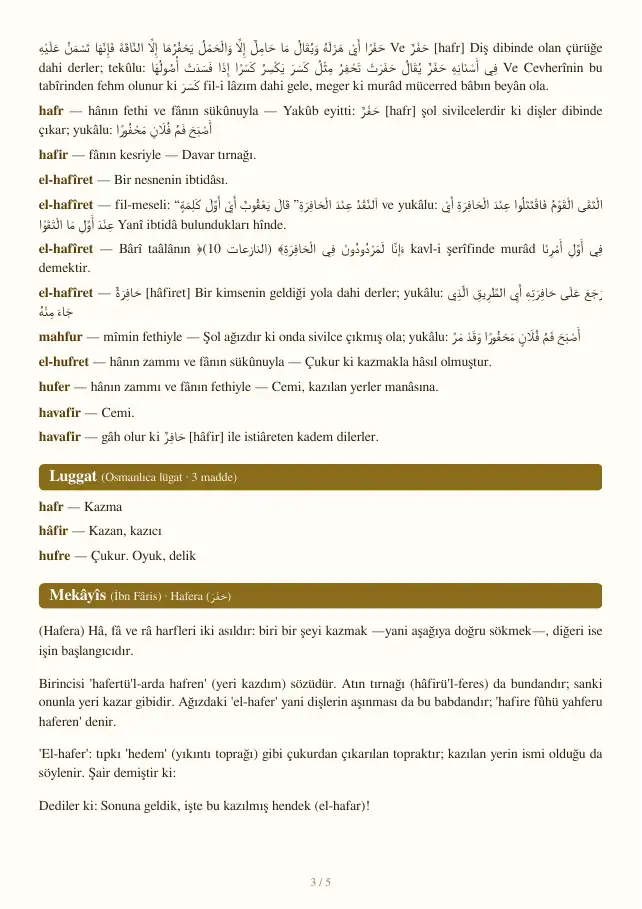 حَفَرًا أَيْ هَزَلَهُ وَيُقَالُ مَا حَامِلٌ إِلَّا وَالْحَمْلُ يَحْفُرُهَا إِلَّا النَّاقَةَ فَإِنَّهَا تَسْمَنُ عَلَيْهِ Ve حَفَرٌ [hafr] Diş dibinde olan çürüğe
dahi derler; tekûlu: فِي أَسْنَانِهِ حَفَرٌ يُقَالُ حَفَرَتْ تَحْفِرُ مِثْلُ كَسَرَ يَكْسِرُ كَسْرًا إِذَا فَسَدَتْ أُصُولُهَا Ve Cevherînin bu
tabîrinden fehm olunur ki كَسَرَ fil-i lâzım dahi gele, meger ki murâd mücerred bâbın beyân ola.
hafr — hânın fethi ve fânın sükûnuyla — Yakûb eyitti: حَفْرٌ [hafr] şol sivilcelerdir ki dişler dibinde
çıkar; yukâlu: أَصْبَحَ فَمُ فُلَانٍ مَحْفُورًا
hafir — fânın kesriyle — Davar tırnağı.
el-hafîret — Bir nesnenin ibtidâsı.
el-hafîret — fil-meseli: “اَلنَّقْدُ عِنْدَ الْحَافِرَةِ” قَالَ يَعْقُوبُ أَيْ أَوَّلِ كَلِمَةٍ ve yukâlu: الْتَقَى الْقَوْمُ فَاقْتَتَلُوا عِنْدَ الْحَافِرَةِ أَيْ
عِنْدَ أَوَّلِ مَا الْتَقَوْا Yanî ibtidâ bulundukları hînde.
el-hafîret — Bârî taâlânın ﴿ءَإِنَّا لَمَرْدُودُونَ فِي الْحَافِرَةِ﴾ (النازعات 10) kavl-i şerîfinde murâd فِي أَوَّلِ أَمْرِنَا
demektir.
el-hafîret — حَافِرَةٌ [hâfiret] Bir kimsenin geldiği yola dahi derler; yukâlu: رَجَعَ عَلَى حَافِرَتِهِ أَيِ الطَّرِيقِ الَّذِي
جَاءَ مِنْهُ
mahfur — mîmin fethiyle — Şol ağızdır ki onda sivilce çıkmış ola; yukâlu: أَصْبَحَ فَمُ فُلَانٍ مَحْفُورًا وَقَدْ مَرَّ
el-hufret — hânın zammı ve fânın sükûnuyla — Çukur ki kazmakla hâsıl olmuştur.
hufer — hânın zammı ve fânın fethiyle — Cemi, kazılan yerler manâsına.
havafir — Cemi.
havafir — gâh olur ki حَافِرٌ [hâfir] ile istiâreten kadem dilerler.
Luggat (Osmanlıca lügat · 3 madde)
hafr — Kazma
hâfir — Kazan, kazıcı
hufre — Çukur. Oyuk, delik
Mekâyîs (İbn Fâris) · Hafera (حَفَرَ)
(Hafera) Hâ, fâ ve râ harfleri iki asıldır: biri bir şeyi kazmak —yani aşağıya doğru sökmek—, diğeri ise
işin başlangıcıdır.
Birincisi 'hafertü'l-arda hafren' (yeri kazdım) sözüdür. Atın tırnağı (hâfirü'l-feres) da bundandır; sanki
onunla yeri kazar gibidir. Ağızdaki 'el-hafer' yani dişlerin aşınması da bu babdandır; 'hafire fûhü yahferu
haferen' denir.
'El-hafer': tıpkı 'hedem' (yıkıntı toprağı) gibi çukurdan çıkarılan topraktır; kazılan yerin ismi olduğu da
söylenir. Şair demiştir ki:
Dediler ki: Sonuna geldik, işte bu kazılmış hendek (el-hafar)!
3 / 5